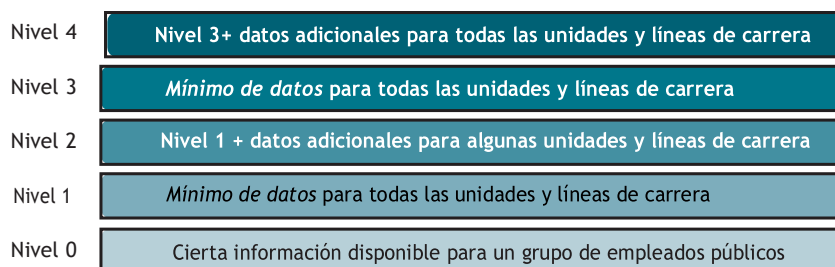 Nivel 4 Nivel 3+ datos adicionales para todas las unidades y líneas de carrera
Nivel 3 Mínimo de datos para todas las unidades y líneas de carrera
Nivel 2 Nivel 1 + datos adicionales para algunas unidades y líneas de carrera
Nivel 1 Mínimo de datos para todas las unidades y líneas de carrera
Nivel 0 Cierta información disponible para un grupo de empleados públicos